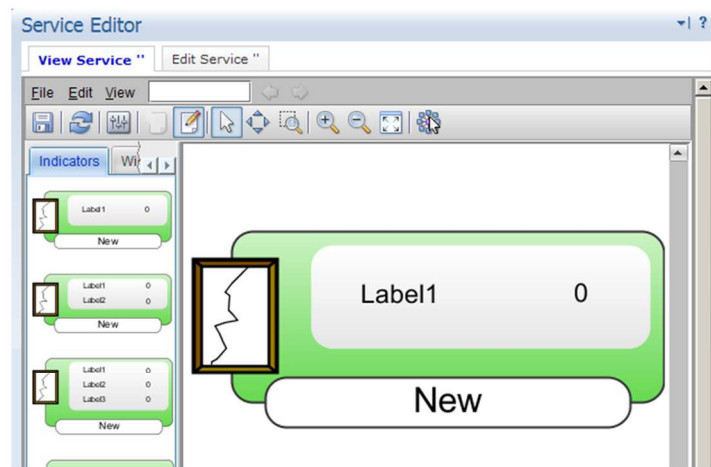 Service Editor
?
View Service ''
Edit Service ''
File Edit View
Indicators
Label1 0
New
Label1 0
Label2 0
New
Label1 0
Label2 0
Label3 0
New
Label1 0
New